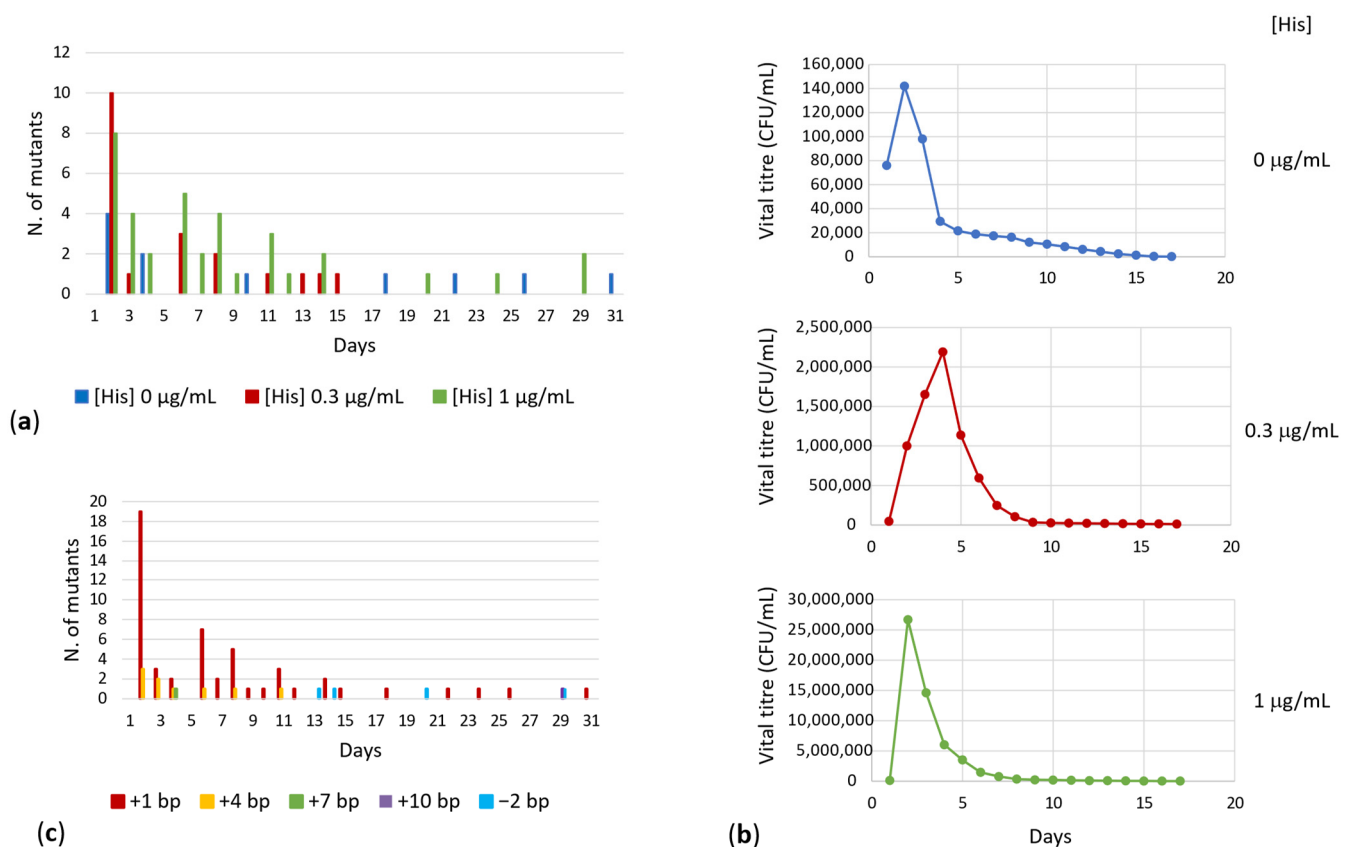 12
10
8
6
4
2
0
N. of mutants
1 3 5 7 9 11 13 15 17 19 21 23 25 27 29 31
Days
[His] 0 µg/mL [His] 0.3 µg/mL [His] 1 µg/mL
(a)
20
18
16
14
12
10
8
6
4
2
0
N. of mutants
1 3 5 7 9 11 13 15 17 19 21 23 25 27 29 31
Days
+1 bp +4 bp +7 bp +10 bp −2 bp
(c)
[His]
160,000
140,000
120,000
100,000
80,000
60,000
40,000
20,000
0
Vital titre (CFU/mL)
0 5 10 15 20
0 µg/mL
2,500,000
2,000,000
1,500,000
1,000,000
500,000
0
Vital titre (CFU/mL)
0 5 10 15 20
0.3 µg/mL
30,000,000
25,000,000
20,000,000
15,000,000
10,000,000
5,000,000
0
Vital titre (CFU/mL)
0 5 10 15 20
1 µg/mL
Days
(b)